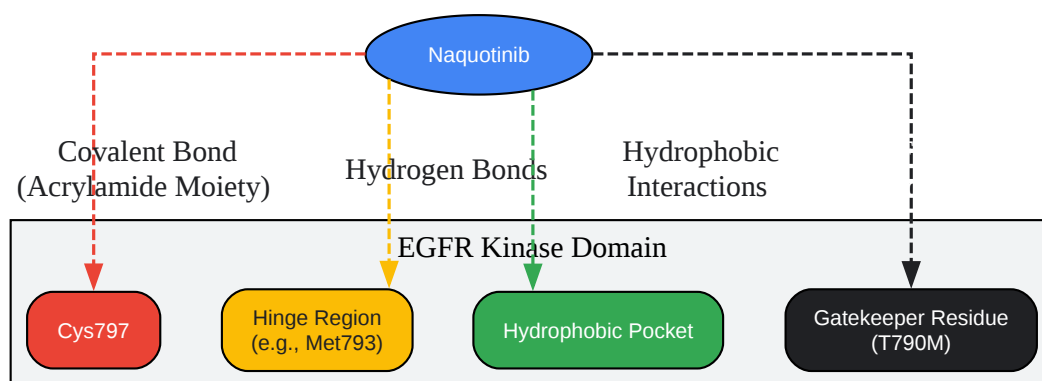 Naquotinib
Covalent Bond
(Acrylamide Moiety)
Hydrogen Bonds
Hydrophobic
Interactions
EGFR Kinase Domain
Cys797
Hinge Region
(e.g., Met793)
Hydrophobic Pocket
Gatekeeper Residue
(T790M)